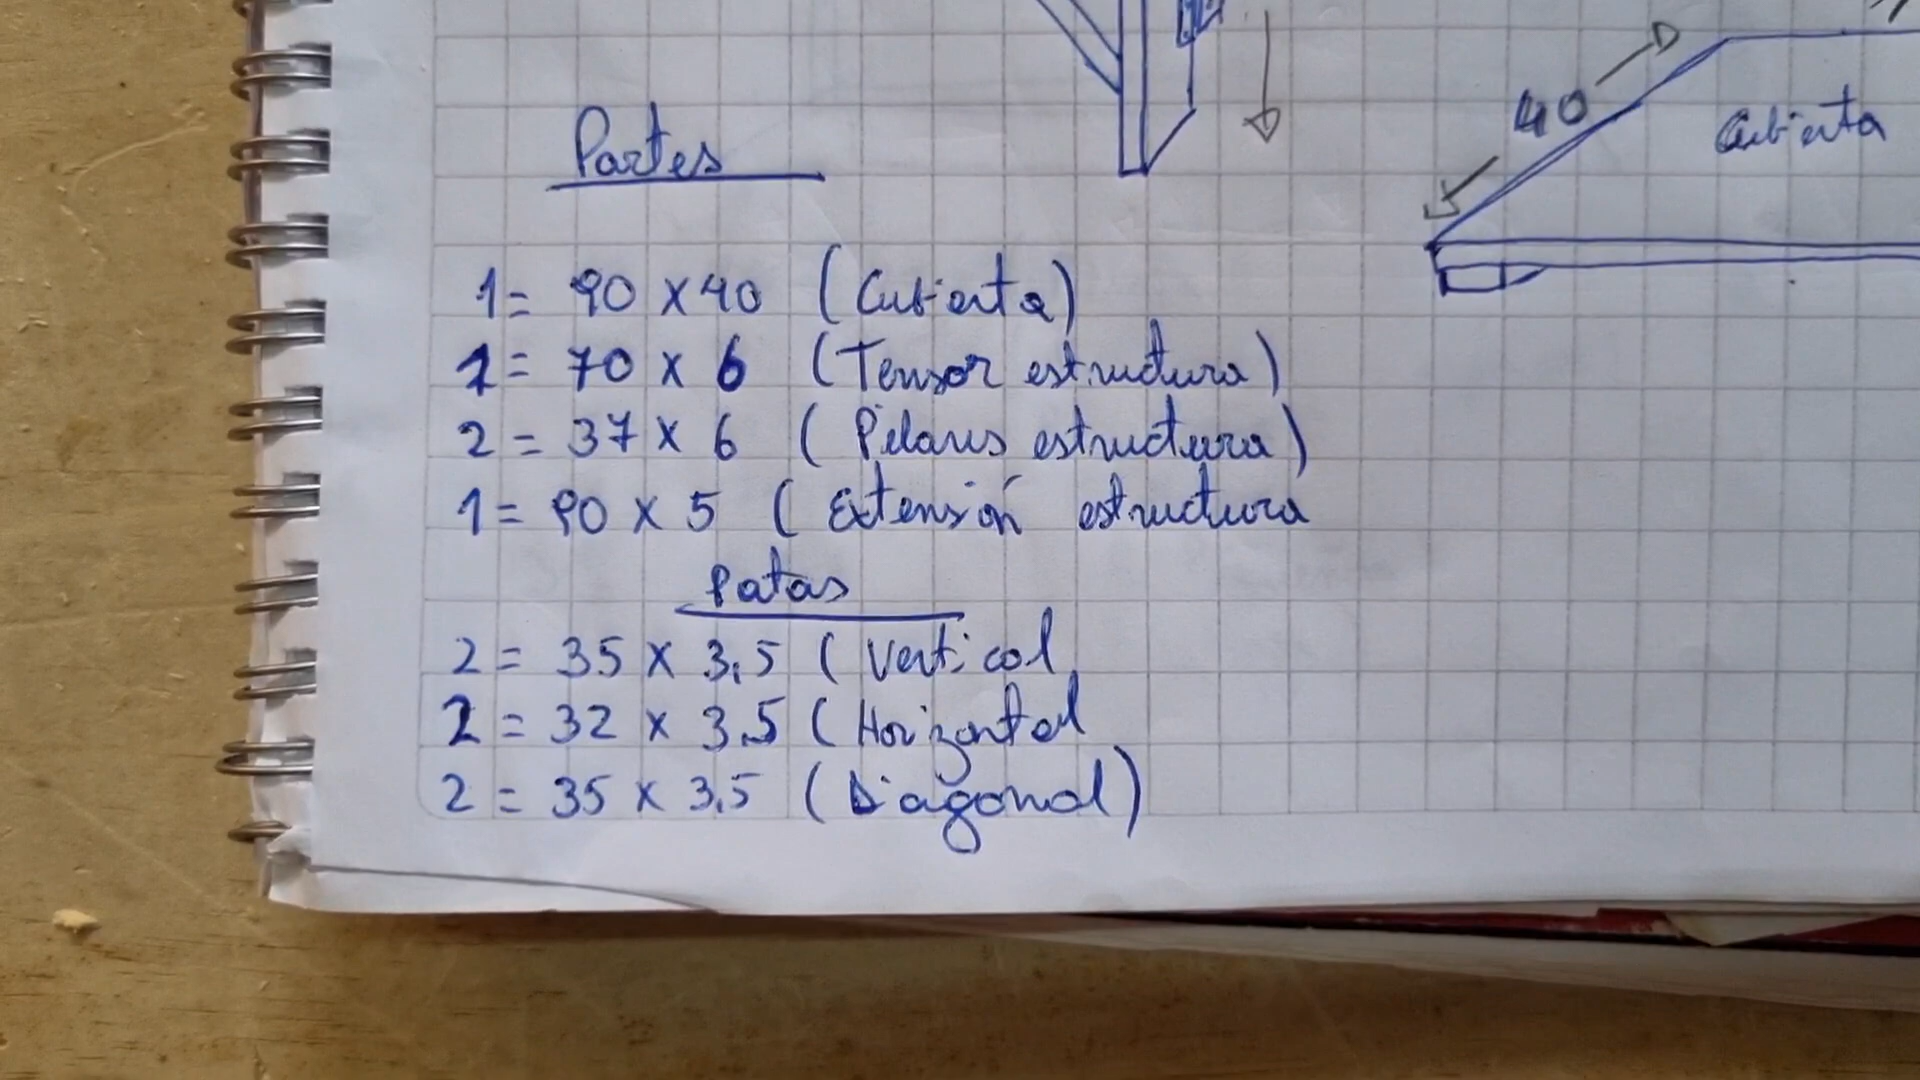 40
Cubierta
Partes
1= 90 x 40 (Cubierta)
1= 70 x 6 (Tensor estructura)
2 = 37 x 6 (Pilares estructura)
1= 90 x 5 (Extensión estructura
Patas
2 = 35 x 3,5 (Vertical
2 = 32 x 3.5 (Horizontal
2 = 35 x 3.5 (Diagonal)